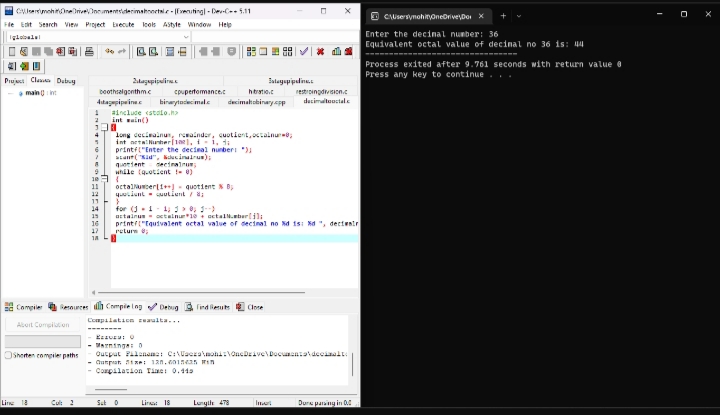 C:\Users\mohit\OneDrive\Documents\decimaltooctal.c - [Executing] - Dev-C++ 5.11
File Edit Search View Project Execute Tools AStyle Window Help
(globals)
Project Classes Debug
main () : int
2stagepipeline.c 3stagepipeline.c
boothsalgorithm.c cpuperformance.c hitratio.c restroingdivision.c
4stagepipeline.c binarytodecimal.c decimaltobinary.cpp decimaltooctal.c
1 #include <stdio.h>
2 int main()
3 {
4 long decimalnum, remainder, quotient,octalnum=0;
5 int octalNumber[100], i = 1, j;
6 printf("Enter the decimal number: ");
7 scanf("%ld", &decimalnum);
8 quotient = decimalnum;
9 while (quotient != 0)
10 {
11 octalNumber[i++] = quotient % 8;
12 quotient = quotient / 8;
13 }
14 for (j = i - 1; j > 0; j--)
15 octalnum = octalnum*10 + octalNumber[j];
16 printf("Equivalent octal value of decimal no %d is: %d ", decimalr
17 return 0;
18 }
Compiler Resources Compile Log Debug Find Results Close
Abort Compilation
Shorten compiler paths
Compilation results...
--------
- Errors: 0
- Warnings: 0
- Output Filename: C:\Users\mohit\OneDrive\Documents\decimalt
- Output Size: 128.6015625 KiB
- Compilation Time: 0.44s
Line: 18 Col: 2 Sel: 0 Lines: 18 Length: 478 Insert Done parsing in 0.0
C:\Users\mohit\OneDrive\Doc
Enter the decimal number: 36
Equivalent octal value of decimal no 36 is: 44
--------------------------------
Process exited after 9.761 seconds with return value 0
Press any key to continue . . .